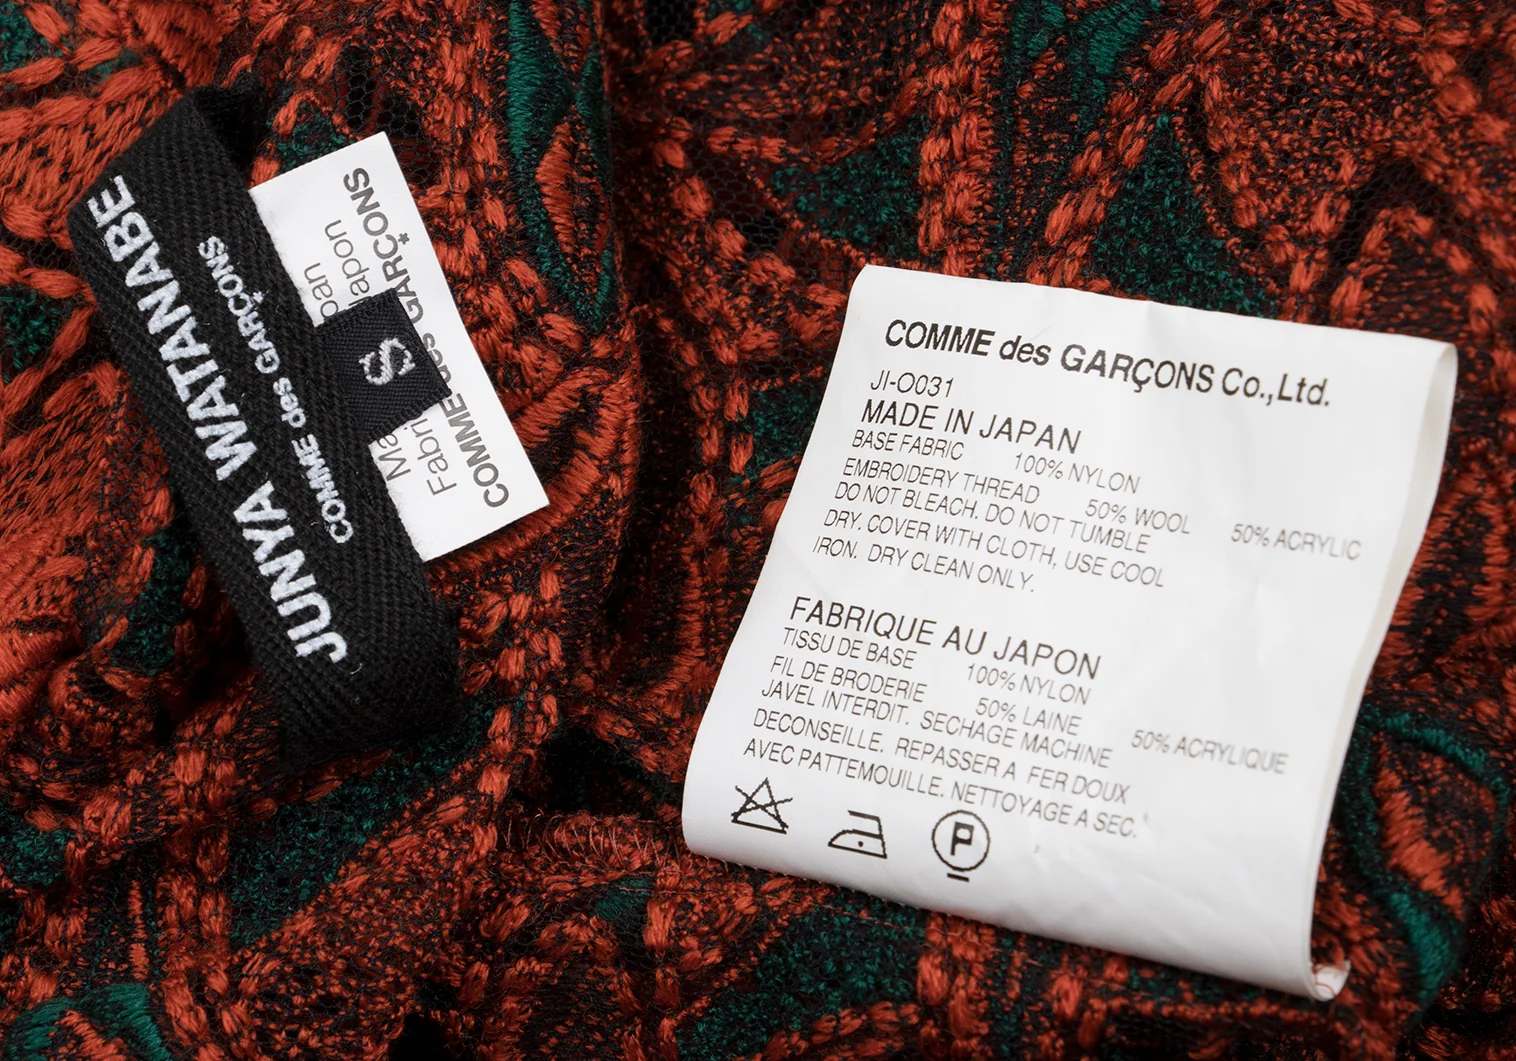 JUNYA WATANABE
COMME des GARÇONS
S
COMME des GARÇONS
COMME des GARÇONS Co.,Ltd.
JI-O031
MADE IN JAPAN
BASE FABRIC 100% NYLON
EMBROIDERY THREAD 50% WOOL 50% ACRYLIC
DO NOT BLEACH. DO NOT TUMBLE
DRY. COVER WITH CLOTH, USE COOL
IRON. DRY CLEAN ONLY.
FABRIQUE AU JAPON
TISSU DE BASE 100% NYLON
FIL DE BRODERIE 50% LAINE 50% ACRYLIQUE
JAVEL INTERDIT. SECHAGE MACHINE
DECONSEILLE. REPASSER A FER DOUX
AVEC PATTEMOUILLE. NETTOYAGE A SEC.
P